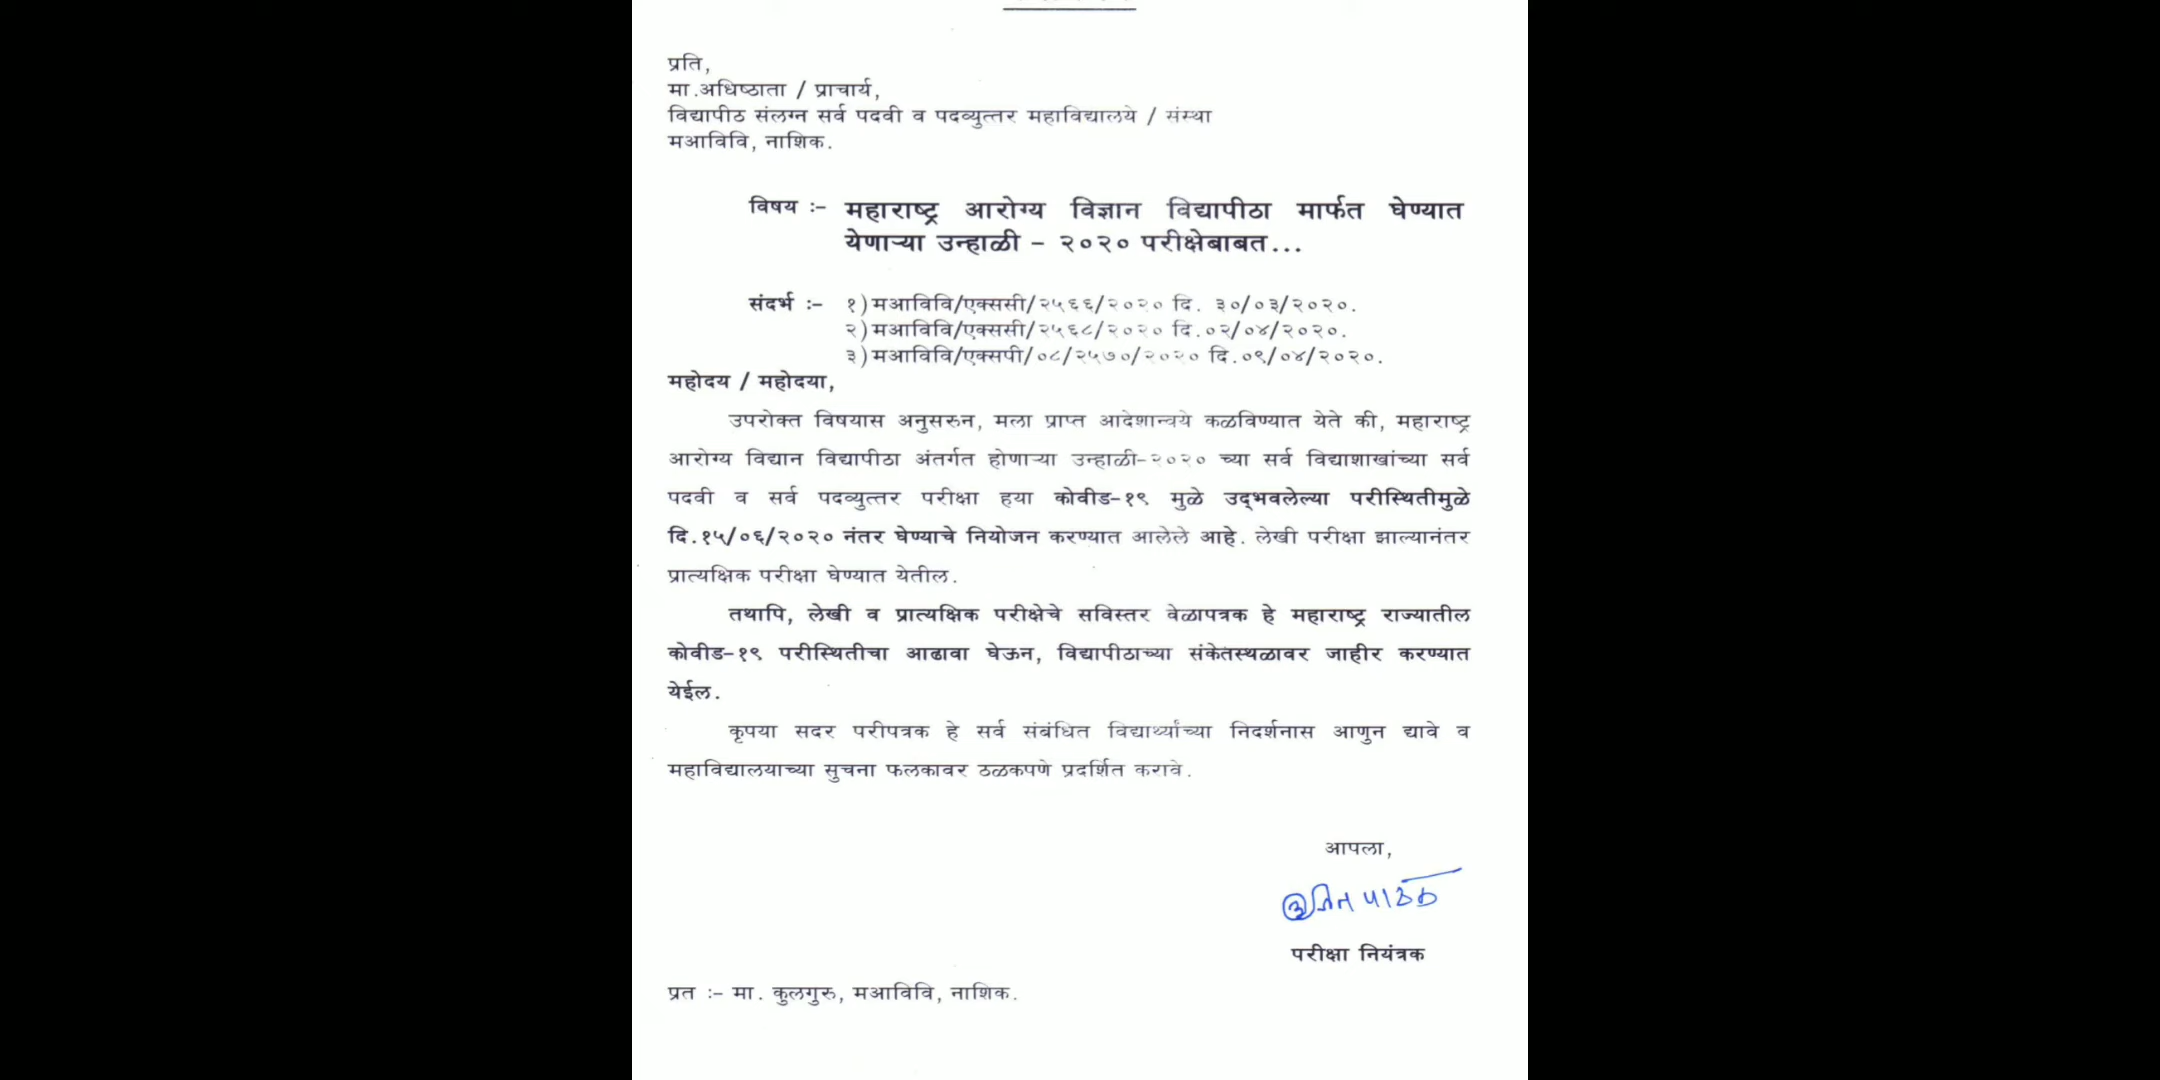 प्रति,
मा.अधिष्ठाता / प्राचार्य,
विद्यापीठ संलग्न सर्व पदवी व पदव्युत्तर महाविद्यालये / संस्था
मआविवि, नाशिक.
विषय :- महाराष्ट्र आरोग्य विज्ञान विद्यापीठा मार्फत घेण्यात
येणाऱ्या उन्हाळी - २०२० परीक्षेबाबत...
संदर्भ :- १)मआविवि/एक्ससी/२५६६/२०२० दि. ३०/०३/२०२०.
२)मआविवि/एक्ससी/२५६८/२०२० दि.०२/०४/२०२०.
३)मआविवि/एक्सपी/०८/२५७०/२०२० दि.०९/०४/२०२०.
महोदय / महोदया,
उपरोक्त विषयास अनुसरुन, मला प्राप्त आदेशान्वये कळविण्यात येते की, महाराष्ट्र
आरोग्य विद्यान विद्यापीठा अंतर्गत होणाऱ्या उन्हाळी-२०२० च्या सर्व विद्याशाखांच्या सर्व
पदवी व सर्व पदव्युत्तर परीक्षा हया कोवीड-१९ मुळे उद्‌भवलेल्या परीस्थितीमुळे
दि.१५/०६/२०२० नंतर घेण्याचे नियोजन करण्यात आलेले आहे. लेखी परीक्षा झाल्यानंतर
प्रात्यक्षिक परीक्षा घेण्यात येतील.
तथापि, लेखी व प्रात्यक्षिक परीक्षेचे सविस्तर वेळापत्रक हे महाराष्ट्र राज्यातील
कोवीड-१९ परीस्थितीचा आढावा घेऊन, विद्यापीठाच्या संकेतस्थळावर जाहीर करण्यात
येईल.
कृपया सदर परीपत्रक हे सर्व संबंधित विद्यार्थ्यांच्या निदर्शनास आणुन द्यावे व
महाविद्यालयाच्या सुचना फलकावर ठळकपणे प्रदर्शित करावे.
आपला,
पाठक
परीक्षा नियंत्रक
प्रत :- मा. कुलगुरु, मआविवि, नाशिक.